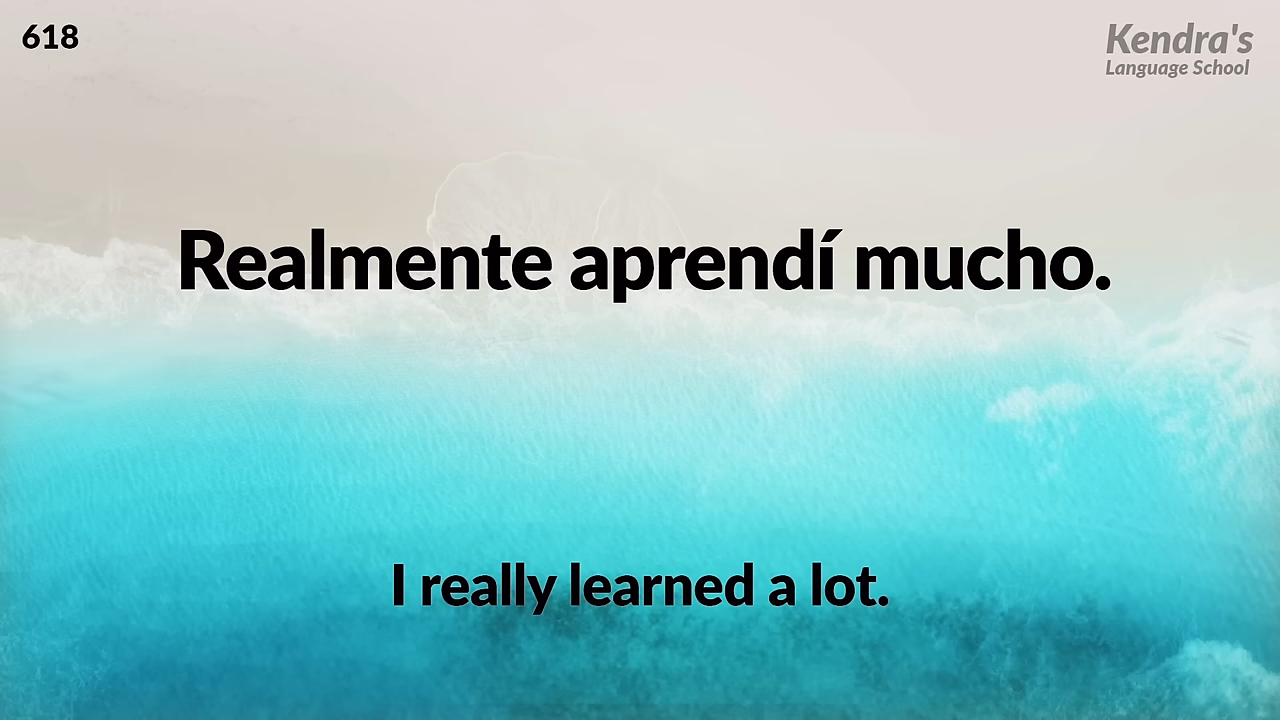 618
Kendra's
Language School
Realmente aprendí mucho.
I really learned a lot.